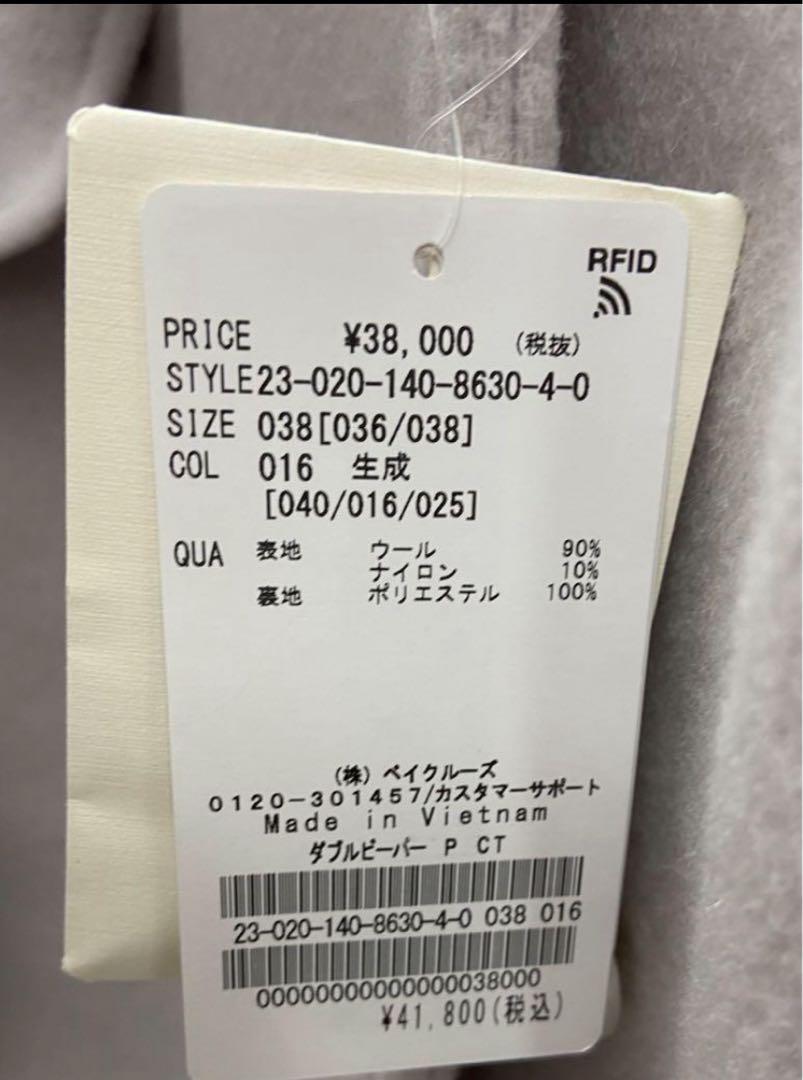 RFID
PRICE ¥38,000 (税抜)
STYLE23-020-140-8630-4-0
SIZE 038[036/038]
COL 016 生成
[040/016/025]
QUA 表地 ウール 90%
ナイロン 10%
裏地 ポリエステル 100%
(株)ベイクルーズ
0120-301457/カスタマーサポート
Made in Vietnam
ダブルビーバー P CT
23-020-140-8630-4-0 038 016
00000000000000038000
¥41,800(税込)